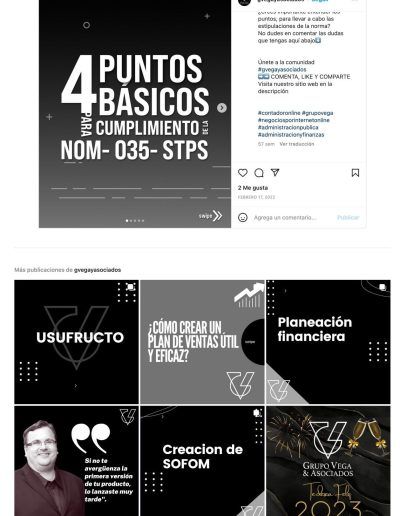 4 PUNTOS
BÁSICOS
PARA CUMPLIMIENTO DE LA
NOM- 035- STPS
swipe
puntos; para llevar a cabo las
estipulaciones de la norma?
No dudes en comentar las dudas
que tengas aquí abajo
Únete a la comunidad
#gvegayasociados
COMENTA, LIKE Y COMPARTE
Visita nuestro sitio web en la
descripción
#contadoronline #grupovega
#negociosporinternetonline
#administracionpublica
#administracionyfinanzas
57 sem Ver traducción
2 Me gusta
FEBRERO 17, 2022
Agrega un comentario... Publicar
Más publicaciones de gvegayasociados
USUFRUCTO
¿CÓMO CREAR UN
PLAN DE VENTAS ÚTIL
Y EFICAZ?
Planeación
financiera
Si no te
avergüenza la
primera versión
de tu producto,
lo lanzaste muy
tarde".
Creacion de
SOFOM
GRUPO VEGA
& ASOCIADOS
Te desea Feliz
2023